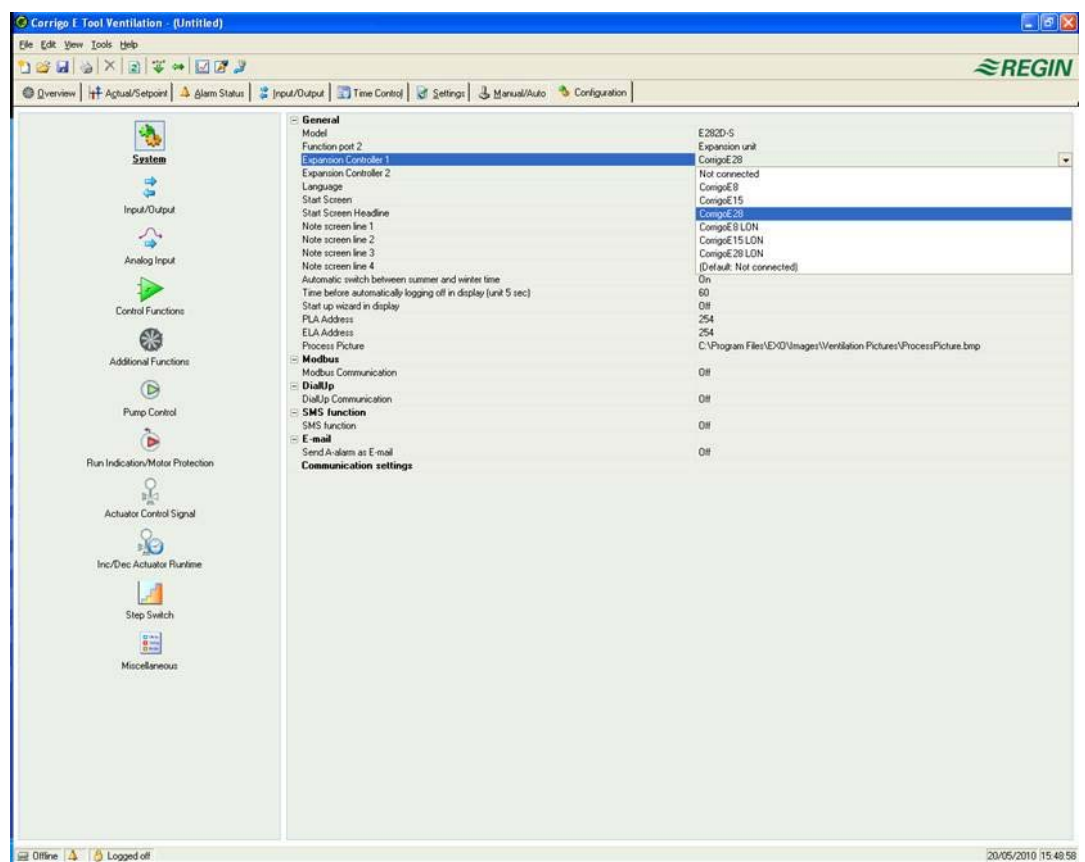 Corrigo E Tool Ventilation - (Untitled)
File Edit View Tools Help
REGIN
Overview Actual/Setpoint Alarm Status Input/Output Time Control Settings Manual/Auto Configuration
System
Input/Output
Analog Input
Control Functions
Additional Functions
Pump Control
Run Indication/Motor Protection
Actuator Control Signal
Inc/Dec Actuator Runtime
Step Switch
Miscellaneous
General
Model E282D-S
Function port 2 Expansion unit
Expansion Controller 1 CorrigoE28
Expansion Controller 2
Language
Start Screen
Start Screen Headline
Note screen line 1
Note screen line 2
Note screen line 3
Note screen line 4
Not connected
CorrigoE8
CorrigoE15
CorrigoE28
CorrigoE8 LON
CorrigoE15 LON
CorrigoE28 LON
(Default: Not connected)
Automatic switch between summer and winter time On
Time before automatically logging off in display (unit 5 sec) 60
Start up wizard in display Off
PLA Address 254
ELA Address 254
Process Picture C:\Program Files\EXO\Images\Ventilation Pictures\ProcessPicture.bmp
Modbus
Modbus Communication Off
DialUp
DialUp Communication Off
SMS function
SMS function Off
E-mail
Send A-alarm as E-mail Off
Communication settings
Offline Logged off 20/05/2010 15:48:58